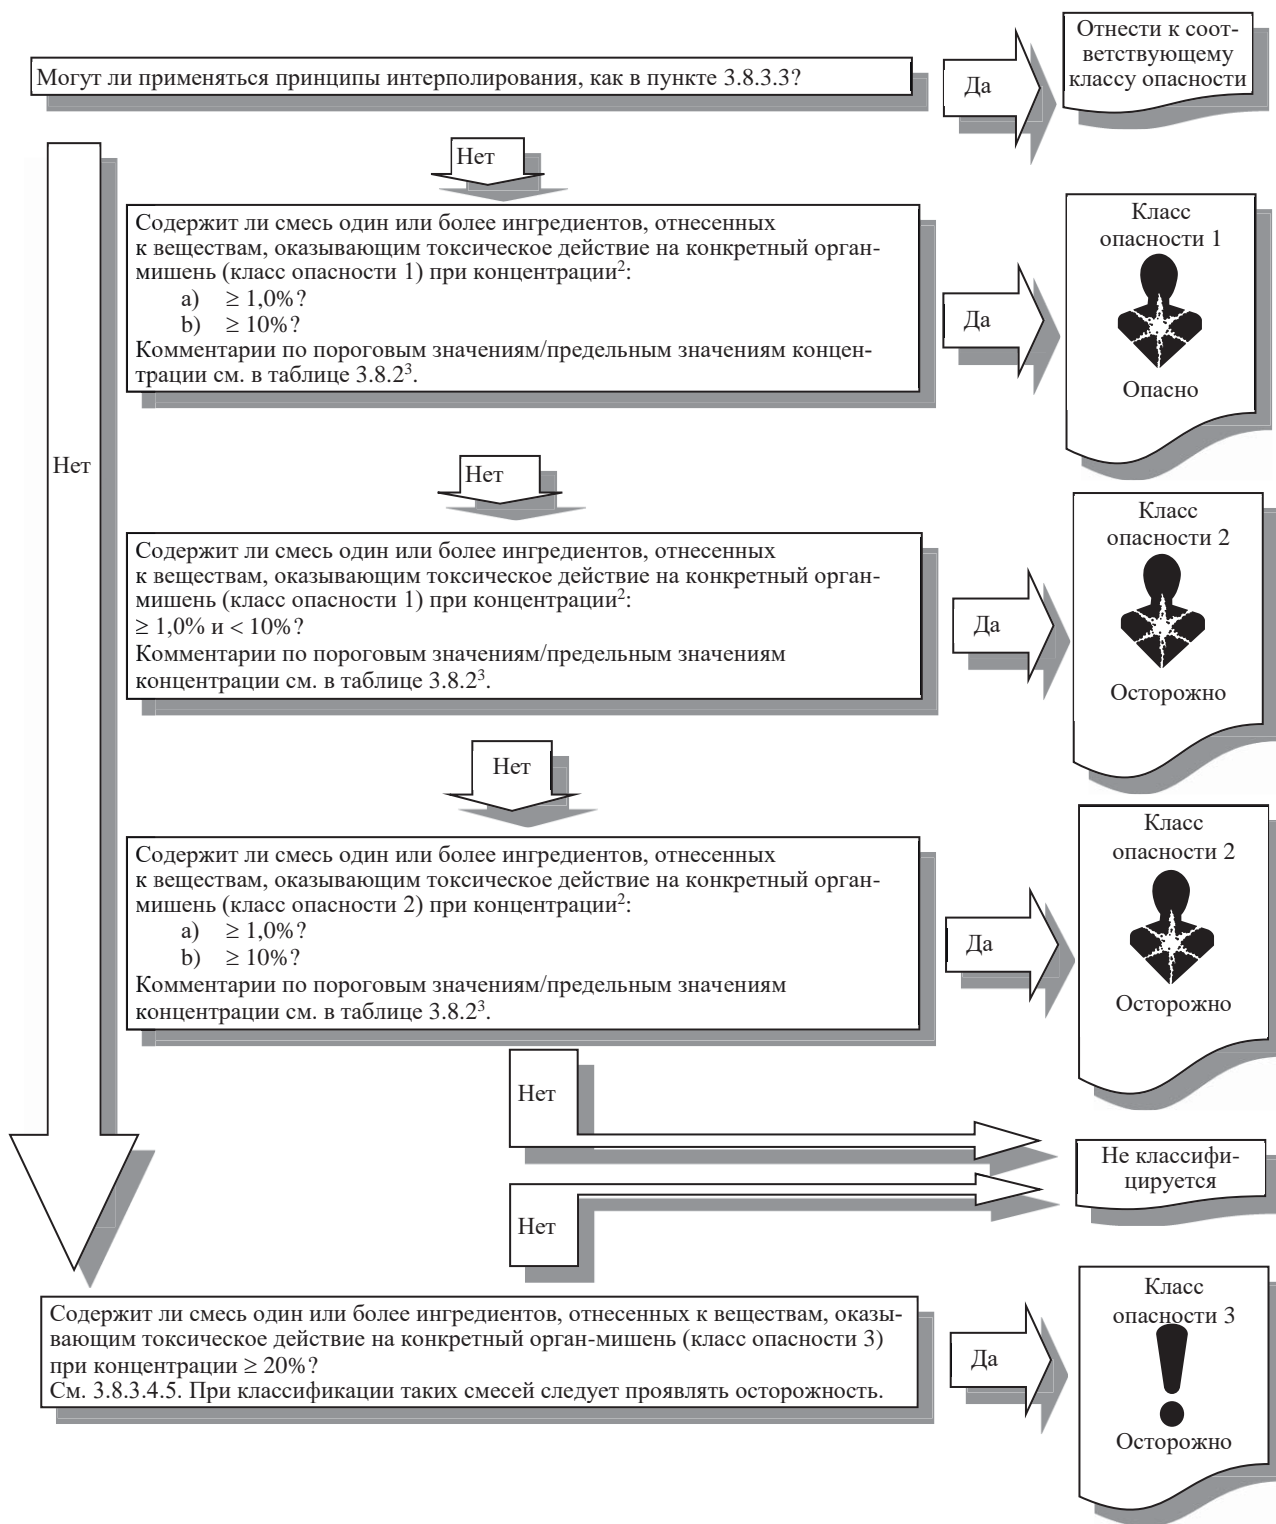 Могут ли применяться принципы интерполирования, как в пункте 3.8.3.3?
Да
Отнести к соот-
ветствующему
классу опасности
Нет
Нет
Содержит ли смесь один или более ингредиентов, отнесенных
к веществам, оказывающим токсическое действие на конкретный орган-
мишень (класс опасности 1) при концентрации²:
a) ≥ 1,0%?
b) ≥ 10%?
Комментарии по пороговым значениям/предельным значениям концен-
трации см. в таблице 3.8.2³.
Да
Класс
опасности 1
Опасно
Нет
Содержит ли смесь один или более ингредиентов, отнесенных
к веществам, оказывающим токсическое действие на конкретный орган-
мишень (класс опасности 1) при концентрации²:
≥ 1,0% и < 10%?
Комментарии по пороговым значениям/предельным значениям
концентрации см. в таблице 3.8.2³.
Да
Класс
опасности 2
Осторожно
Нет
Содержит ли смесь один или более ингредиентов, отнесенных
к веществам, оказывающим токсическое действие на конкретный орган-
мишень (класс опасности 2) при концентрации²:
a) ≥ 1,0%?
b) ≥ 10%?
Комментарии по пороговым значениям/предельным значениям
концентрации см. в таблице 3.8.2³.
Да
Класс
опасности 2
Осторожно
Нет
Не классифи-
цируется
Нет
Содержит ли смесь один или более ингредиентов, отнесенных к веществам, оказы-
вающим токсическое действие на конкретный орган-мишень (класс опасности 3)
при концентрации ≥ 20%?
См. 3.8.3.4.5. При классификации таких смесей следует проявлять осторожность.
Да
Класс
опасности 3
Осторожно